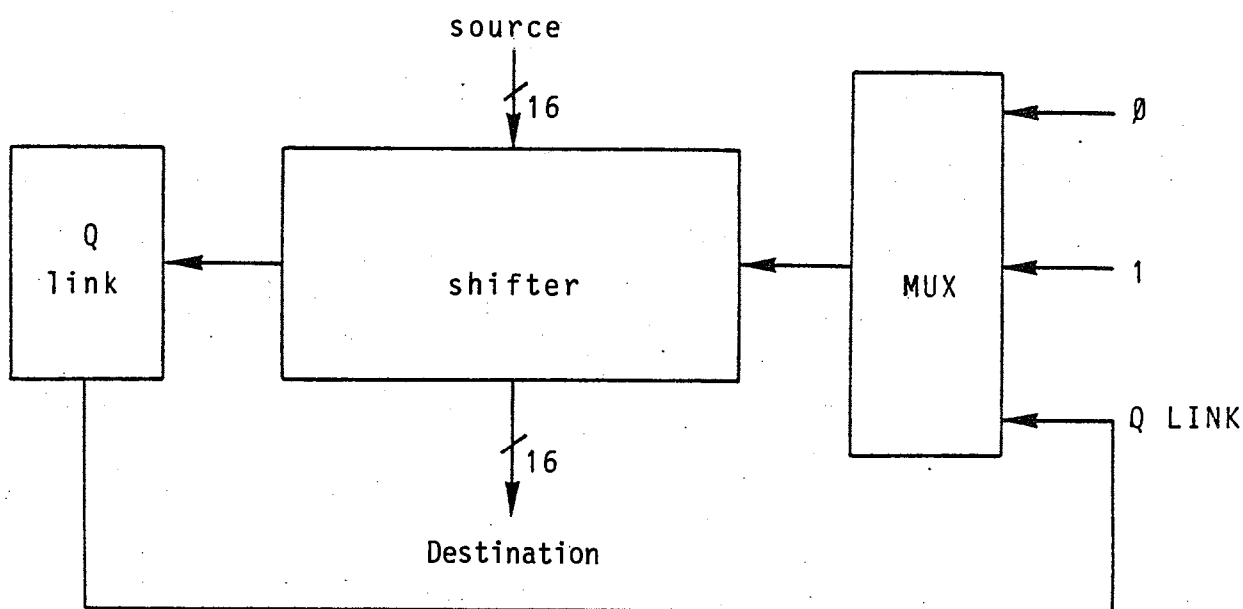 source
16
Ø
Q
link
shifter
MUX
1
Q LINK
16
Destination